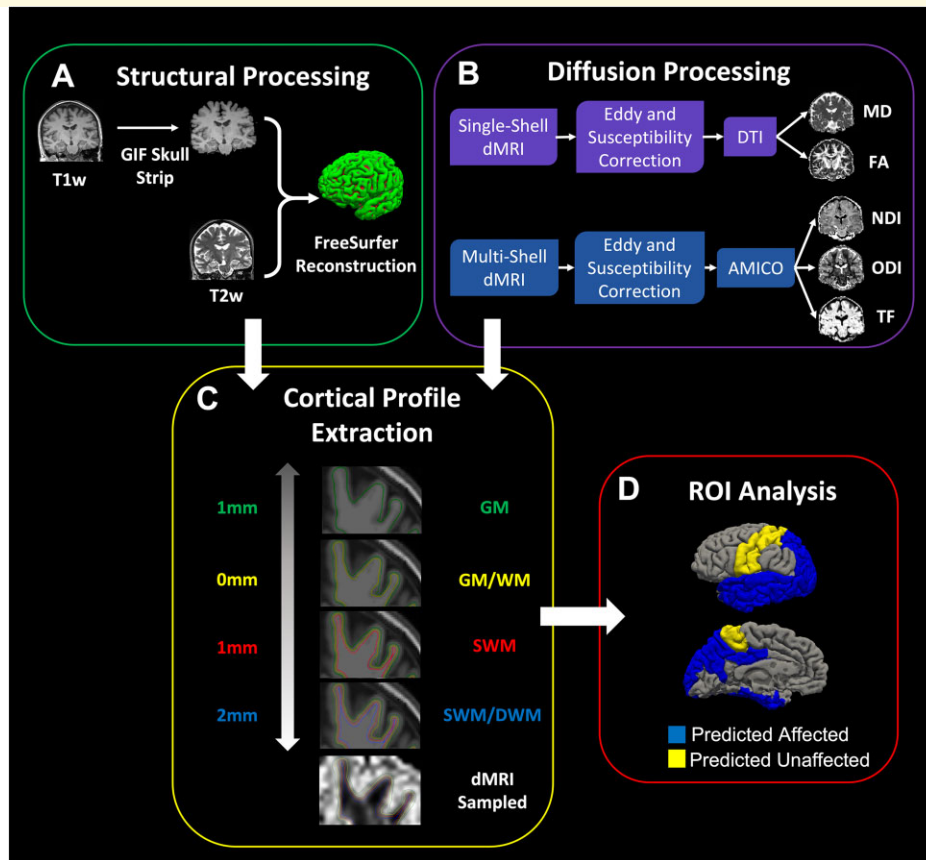 A
Structural Processing
T1w
GIF Skull
Strip
T2w
FreeSurfer
Reconstruction
B
Diffusion Processing
Single-Shell
dMRI
Eddy and
Susceptibility
Correction
DTI
MD
FA
Multi-Shell
dMRI
Eddy and
Susceptibility
Correction
AMICO
NDI
ODI
TF
C
Cortical Profile
Extraction
1mm
GM
0mm
GM/WM
1mm
SWM
2mm
SWM/DWM
dMRI
Sampled
D
ROI Analysis
Predicted Affected
Predicted Unaffected